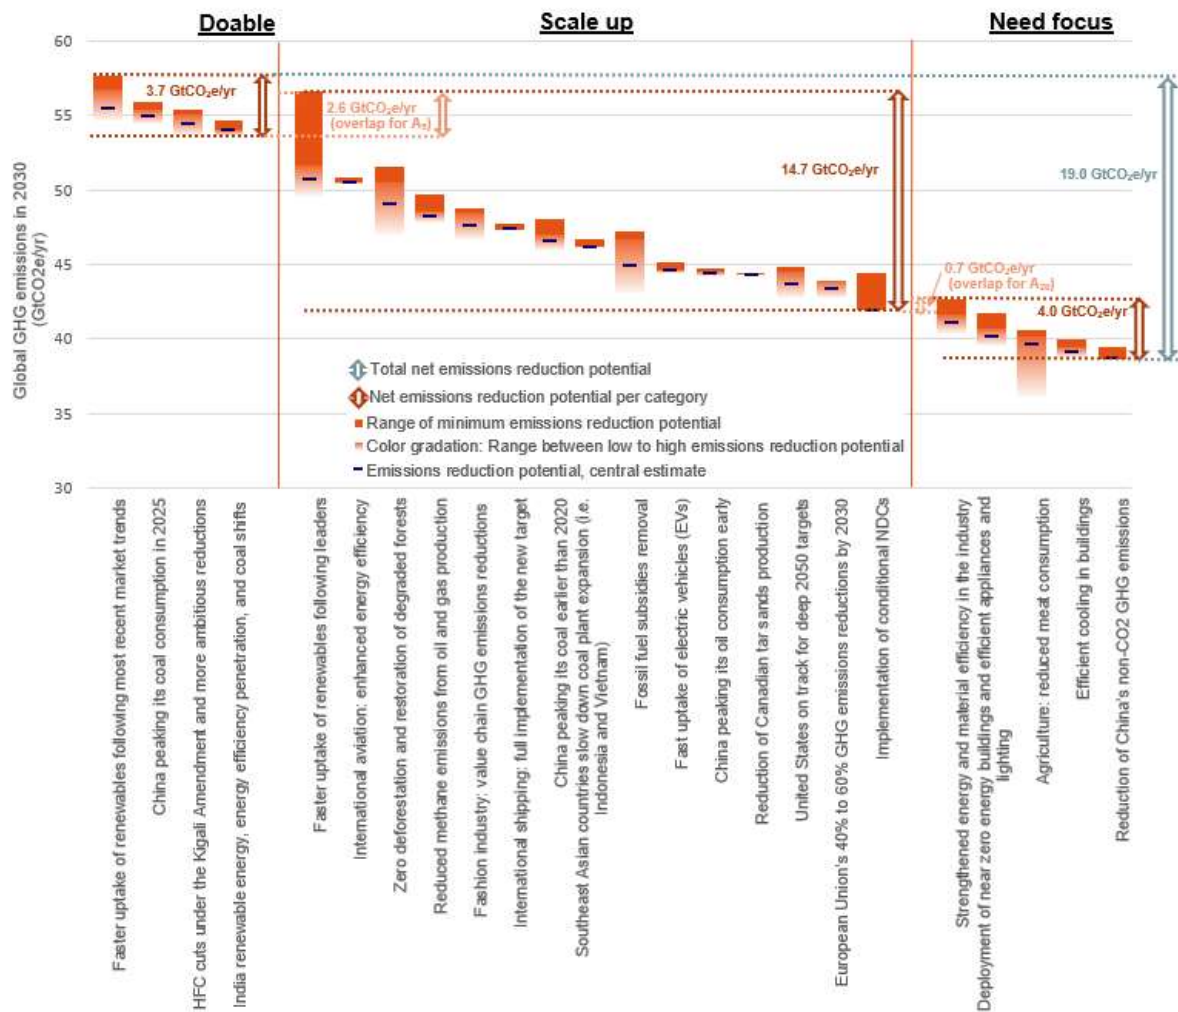 Doable
Scale up
Need focus
60
55
50
45
40
35
30
Global GHG emissions in 2030
(GtCO2e/yr)
3.7 GtCO₂e/yr
2.6 GtCO₂e/yr
(overlap for A₅)
14.7 GtCO₂e/yr
19.0 GtCO₂e/yr
0.7 GtCO₂e/yr
(overlap for A₂₀)
4.0 GtCO₂e/yr
Total net emissions reduction potential
Net emissions reduction potential per category
Range of minimum emissions reduction potential
Color gradation: Range between low to high emissions reduction potential
Emissions reduction potential, central estimate
Faster uptake of renewables following most recent market trends
China peaking its coal consumption in 2025
HFC cuts under the Kigali Amendment and more ambitious reductions
India renewable energy, energy efficiency penetration, and coal shifts
Faster uptake of renewables following leaders
International aviation: enhanced energy efficiency
Zero deforestation and restoration of degraded forests
Reduced methane emissions from oil and gas production
Fashion industry: value chain GHG emissions reductions
International shipping: full implementation of the new target
China peaking its coal earlier than 2020
Southeast Asian countries slow down coal plant expansion (i.e.
Indonesia and Vietnam)
Fossil fuel subsidies removal
Fast uptake of electric vehicles (EVs)
China peaking its oil consumption early
Reduction of Canadian tar sands production
United States on track for deep 2050 targets
European Union's 40% to 60% GHG emissions reductions by 2030
Implementation of conditional NDCs
Strengthened energy and material efficiency in the industry
Deployment of near zero energy buildings and efficient appliances and
lighting
Agriculture: reduced meat consumption
Efficient cooling in buildings
Reduction of China's non-CO2 GHG emissions